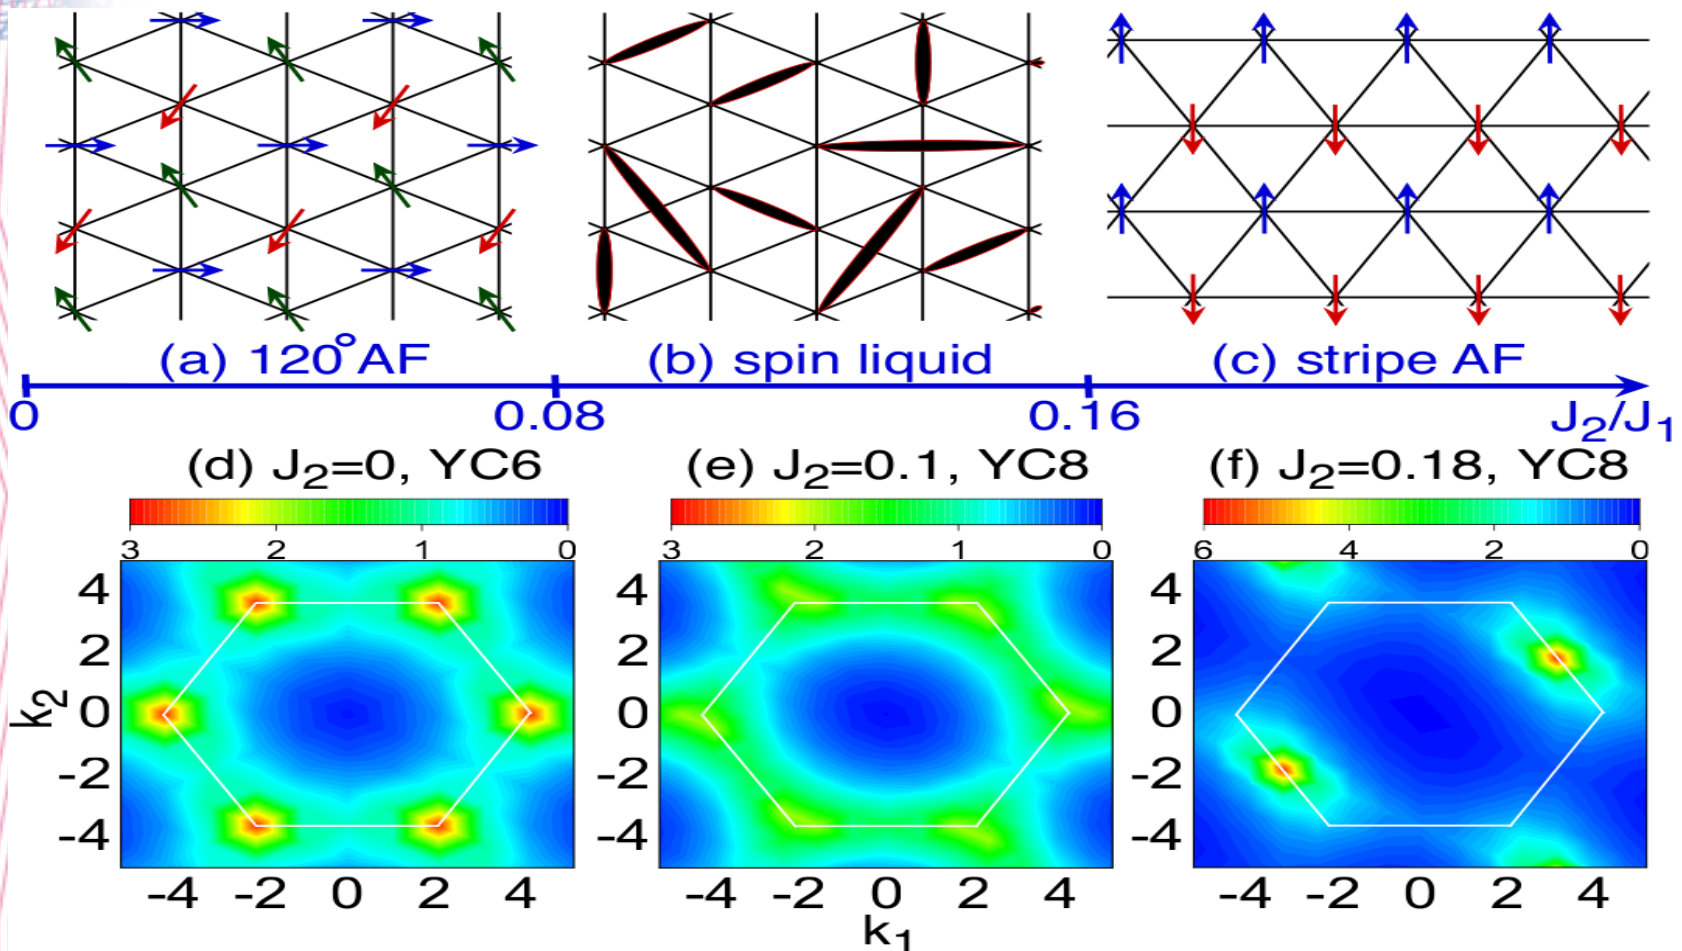 (a) 120°AF (b) spin liquid (c) stripe AF
0 0.08 0.16 J₂/J₁
(d) J₂=0, YC6 (e) J₂=0.1, YC8 (f) J₂=0.18, YC8
3 2 1 0 3 2 1 0 6 4 2 0
4 4 4
2 2 2
k₂ 0 0 0
-2 -2 -2
-4 -4 -4
-4 -2 0 2 4 -4 -2 0 2 4 -4 -2 0 2 4
k₁